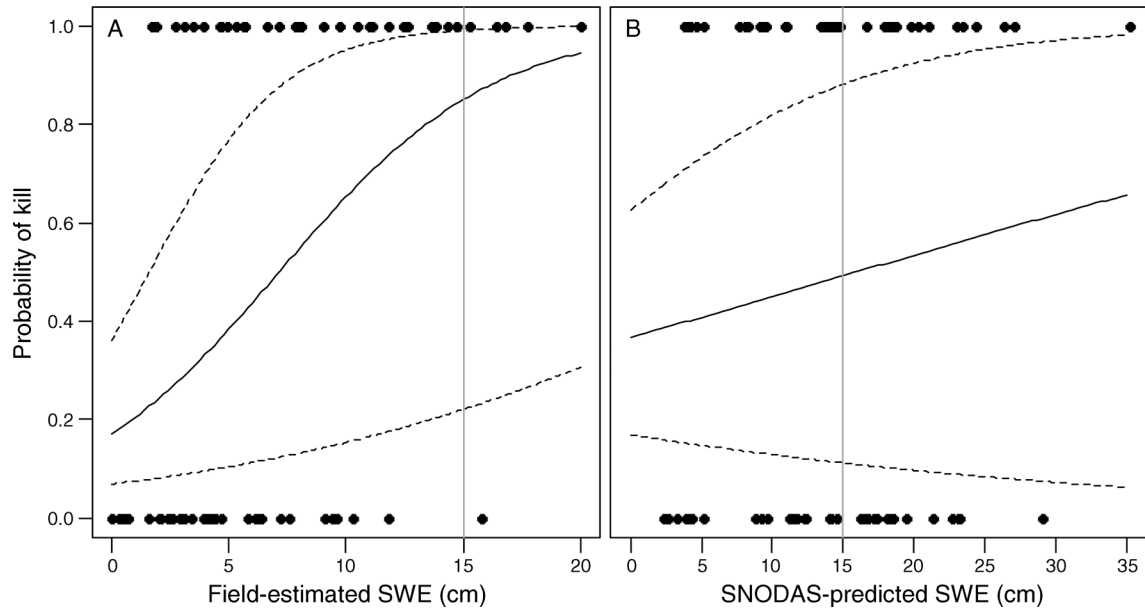 A
B
Probability of kill
1.0
0.8
0.6
0.4
0.2
0.0
0 5 10 15 20
0 5 10 15 20 25 30 35
Field-estimated SWE (cm)
SNODAS-predicted SWE (cm)